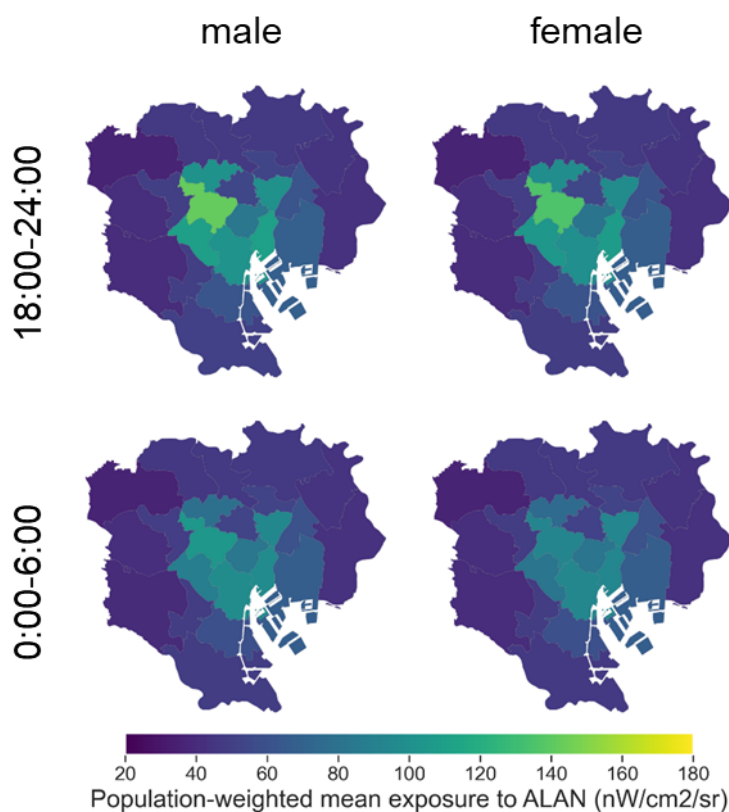 male female
18:00-24:00
0:00-6:00
20 40 60 80 100 120 140 160 180
Population-weighted mean exposure to ALAN (nW/cm2/sr)